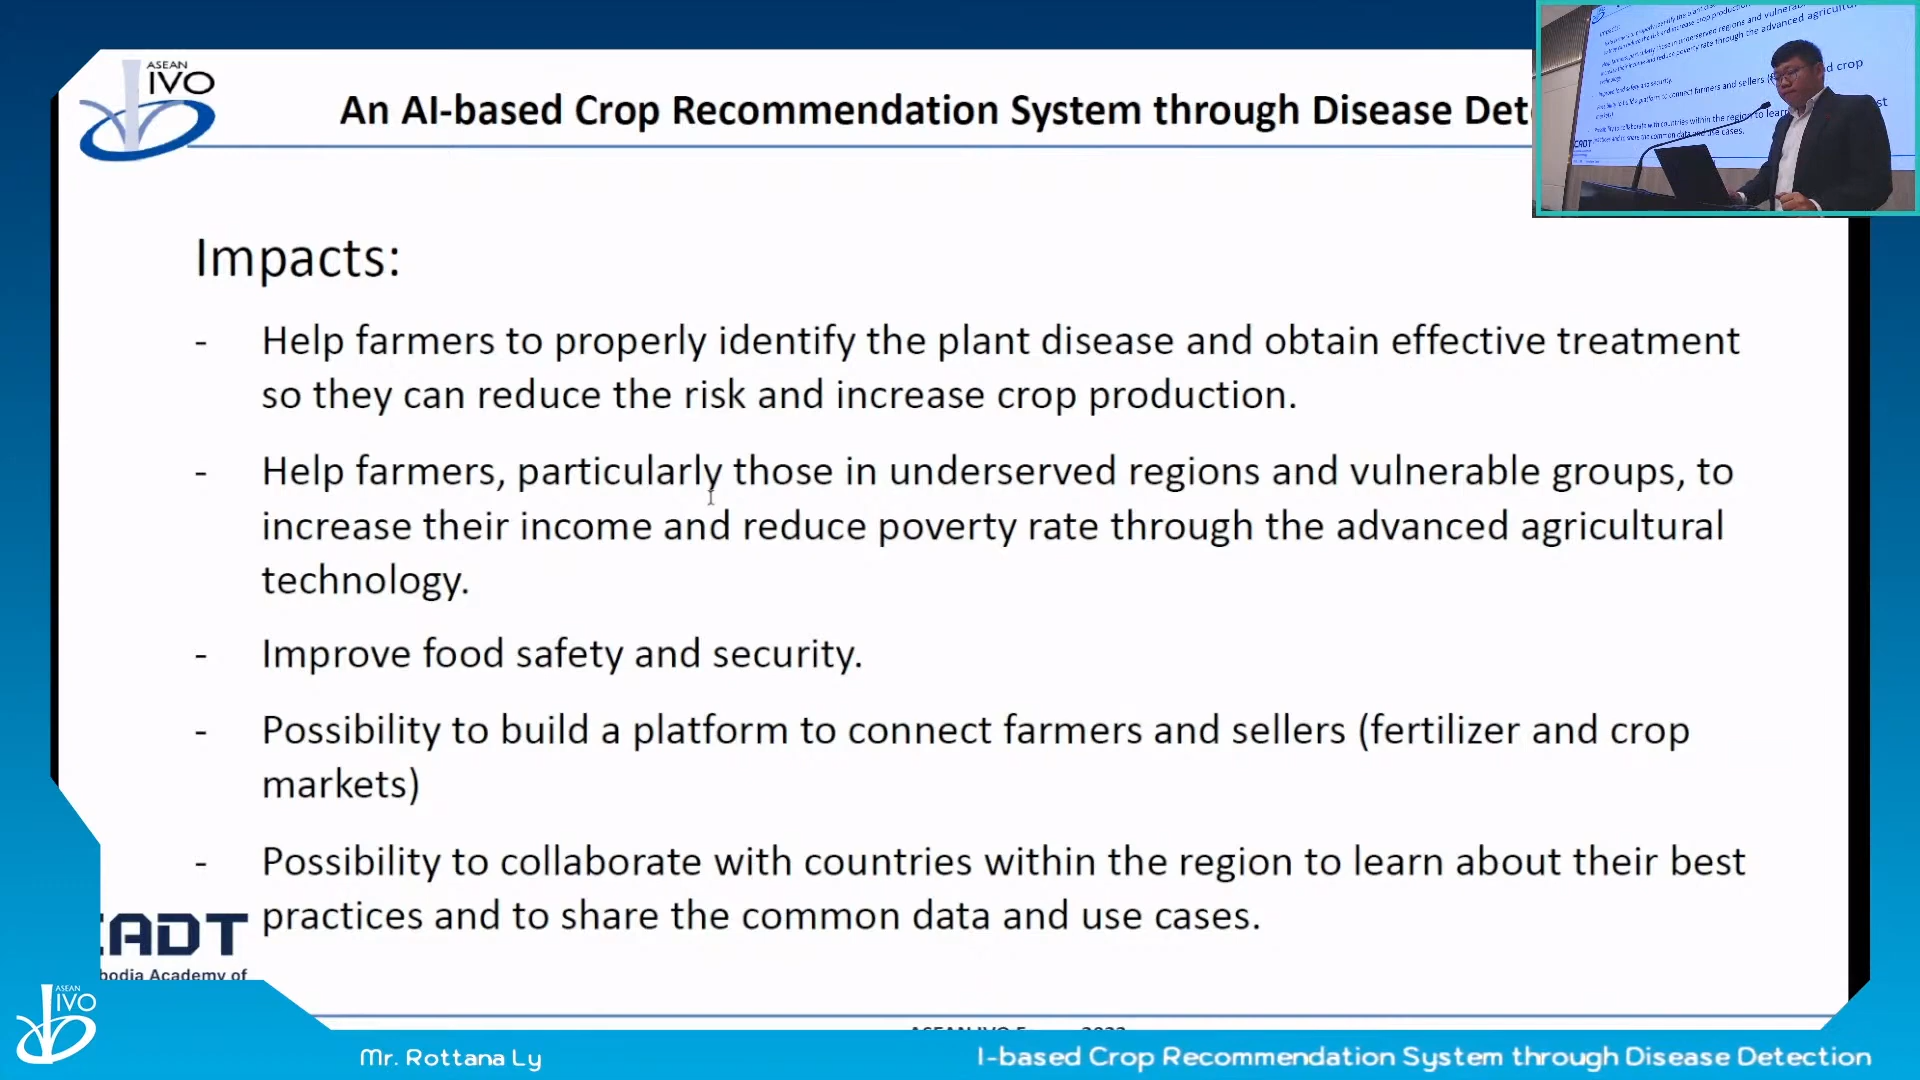 ASEAN
IVO
An AI-based Crop Recommendation System through Disease Det
Impacts:
- Help farmers to properly identify the plant disease and obtain effective treatment
so they can reduce the risk and increase crop production.
- Help farmers, particularly those in underserved regions and vulnerable groups, to
increase their income and reduce poverty rate through the advanced agricultural
technology.
- Improve food safety and security.
- Possibility to build a platform to connect farmers and sellers (fertilizer and crop
markets)
- Possibility to collaborate with countries within the region to learn about their best
practices and to share the common data and use cases.
CADT
bodia Academy of
ASEAN
IVO
Mr. Rottana Ly
I-based Crop Recommendation System through Disease Detection